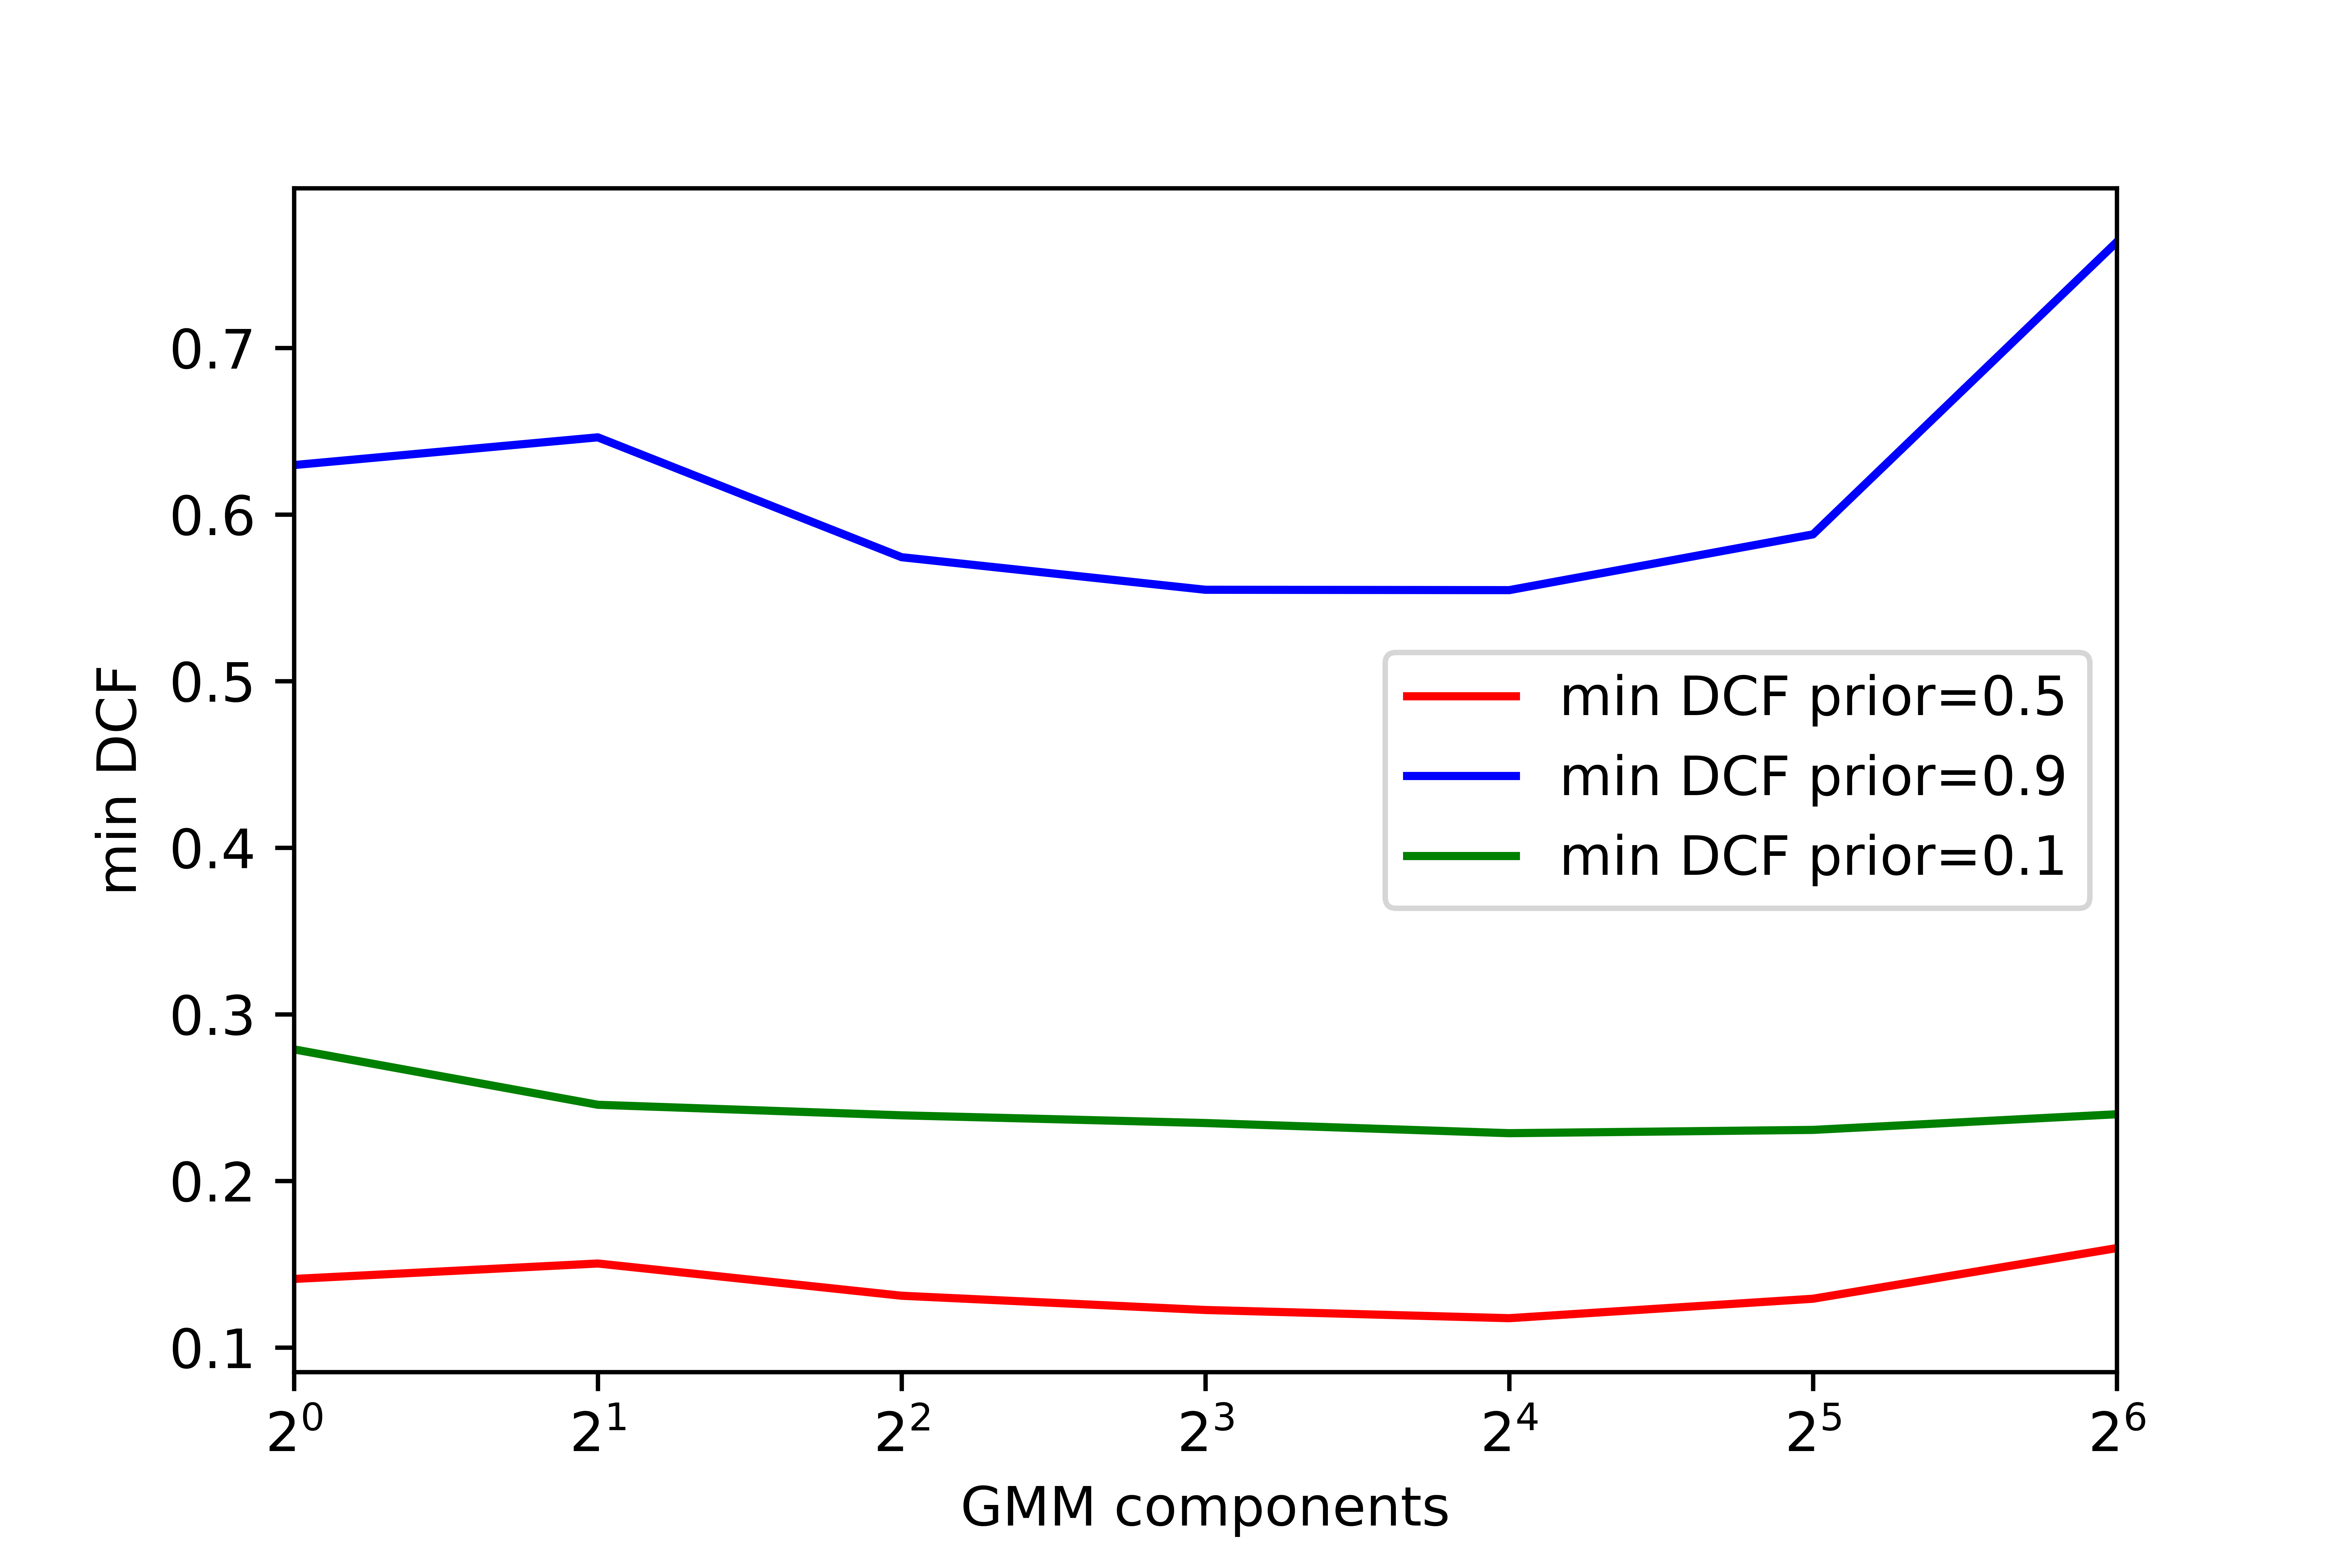 0.7
0.6
0.5
0.4
0.3
0.2
0.1
min DCF
min DCF prior=0.5
min DCF prior=0.9
min DCF prior=0.1
2⁰ 2¹ 2² 2³ 2⁴ 2⁵ 2⁶
GMM components